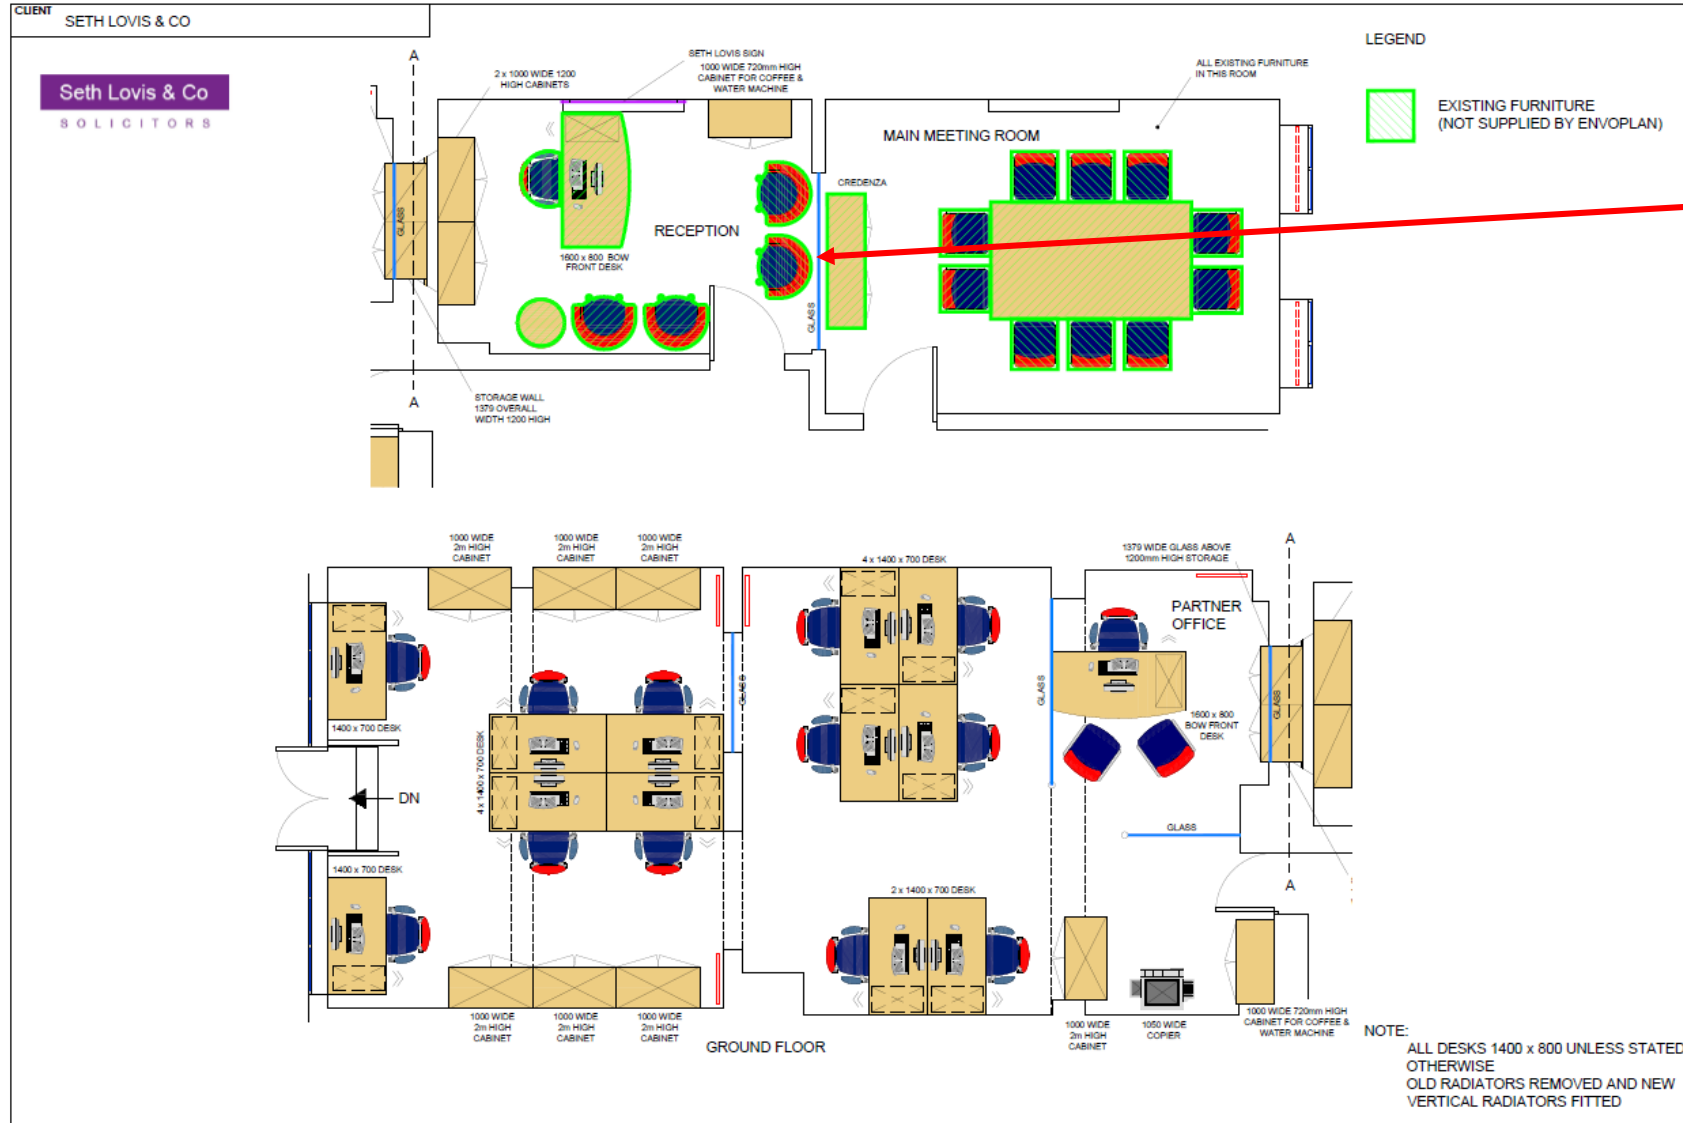 CLIENT
SETH LOVIS & CO
Seth Lovis & Co
SOLICITORS
LEGEND
EXISTING FURNITURE
(NOT SUPPLIED BY ENVOPLAN)
A
2 x 1000 WIDE 1200
HIGH CABINETS
SETH LOVIS SIGN
1000 WIDE 720mm HIGH
CABINET FOR COFFEE &
WATER MACHINE
ALL EXISTING FURNITURE
IN THIS ROOM
MAIN MEETING ROOM
CREDENZA
GLASS
RECEPTION
1600 x 800 BOW
FRONT DESK
GLASS
A
STORAGE WALL
1379 OVERALL
WIDTH 1200 HIGH
1000 WIDE
2m HIGH
CABINET
1000 WIDE
2m HIGH
CABINET
1000 WIDE
2m HIGH
CABINET
4 x 1400 x 700 DESK
1379 WIDE GLASS ABOVE
1200mm HIGH STORAGE
A
PARTNER
OFFICE
GLASS
GLASS
GLASS
1400 x 700 DESK
4 x 1400 x 700 DESK
1600 x 800
BOW FRONT
DESK
DN
GLASS
1400 x 700 DESK
2 x 1400 x 700 DESK
A
1000 WIDE
2m HIGH
CABINET
1000 WIDE
2m HIGH
CABINET
1000 WIDE
2m HIGH
CABINET
1000 WIDE
2m HIGH
CABINET
1050 WIDE
COPIER
1000 WIDE 720mm HIGH
CABINET FOR COFFEE &
WATER MACHINE
GROUND FLOOR
NOTE:
ALL DESKS 1400 x 800 UNLESS STATED
OTHERWISE
OLD RADIATORS REMOVED AND NEW
VERTICAL RADIATORS FITTED